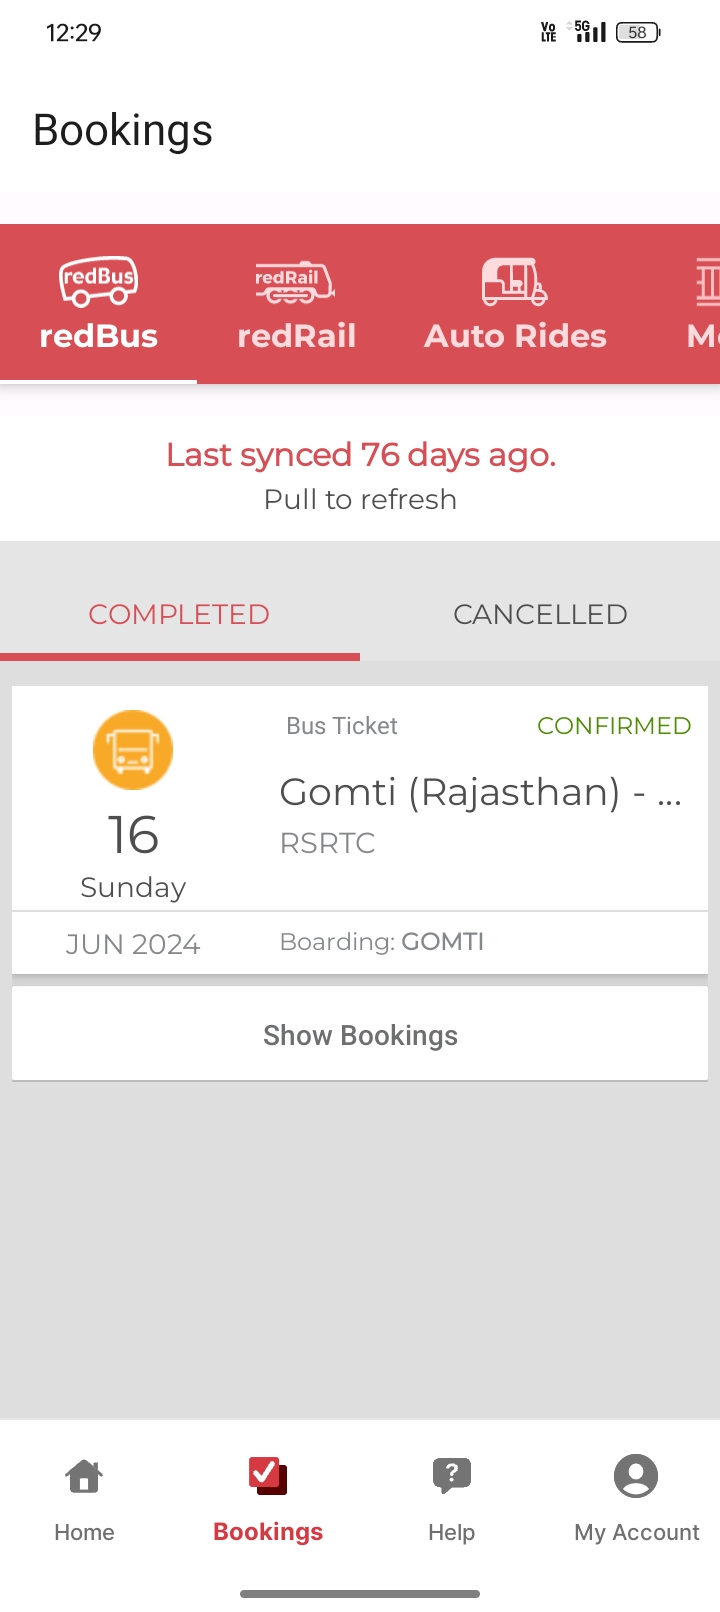 12:29
Vo LTE 5G 58
Bookings
redBus redRail
redBus redRail Auto Rides
Last synced 76 days ago.
Pull to refresh
COMPLETED CANCELLED
Bus Ticket CONFIRMED
Gomti (Rajasthan) - ...
16
RSRTC
Sunday
JUN 2024 Boarding: GOMTI
Show Bookings
Home Bookings Help My Account